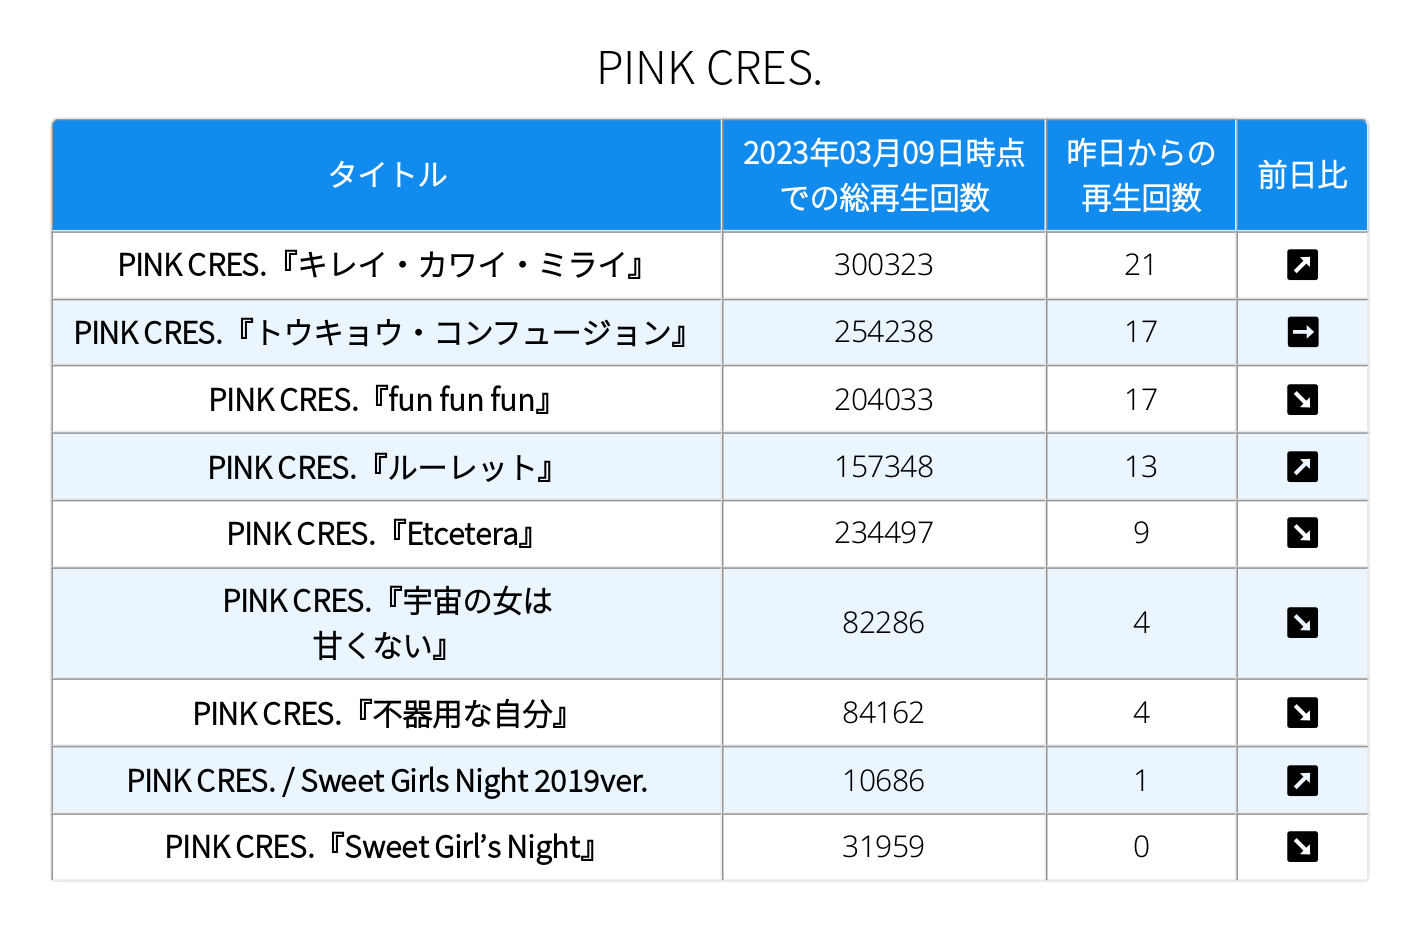 PINK CRES.
タイトル
2023年03月09日時点
での総再生回数
昨日からの
再生回数
前日比
PINK CRES.『キレイ・カワイ・ミライ』 300323 21 ↗
PINK CRES.『トウキョウ・コンフュージョン』 254238 17 →
PINK CRES.『fun fun fun』 204033 17 ↘
PINK CRES.『ルーレット』 157348 13 ↗
PINK CRES.『Etcetera』 234497 9 ↘
PINK CRES.『宇宙の女は
甘くない』 82286 4 ↘
PINK CRES.『不器用な自分』 84162 4 ↘
PINK CRES. / Sweet Girls Night 2019ver. 10686 1 ↗
PINK CRES.『Sweet Girl’s Night』 31959 0 ↘